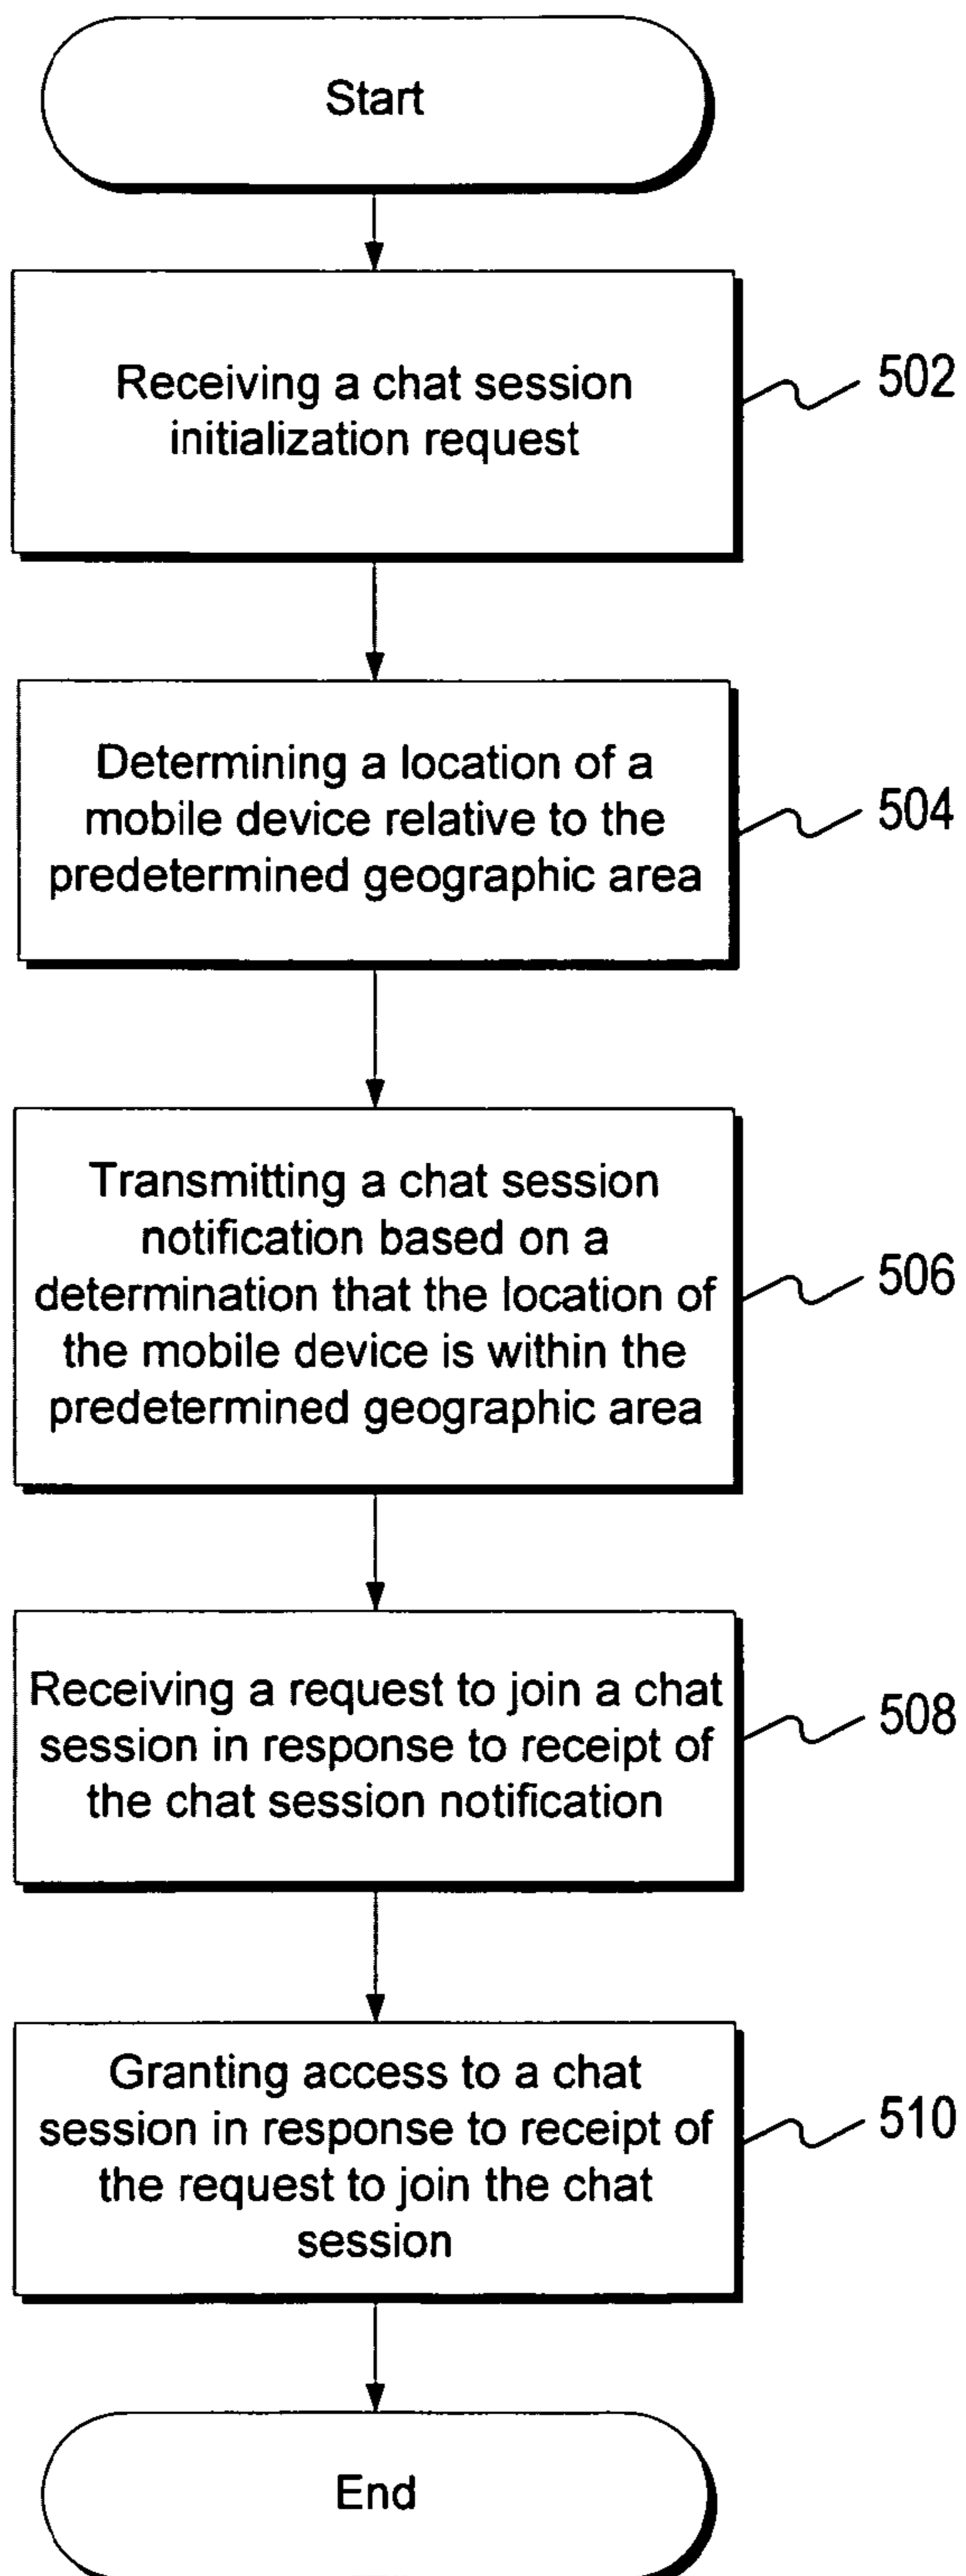 Start
Receiving a chat session
initialization request
502
Determining a location of a
mobile device relative to the
predetermined geographic area
504
Transmitting a chat session
notification based on a
determination that the location of
the mobile device is within the
predetermined geographic area
506
Receiving a request to join a chat
session in response to receipt of
the chat session notification
508
Granting access to a chat
session in response to receipt of
the request to join the chat
session
510
End